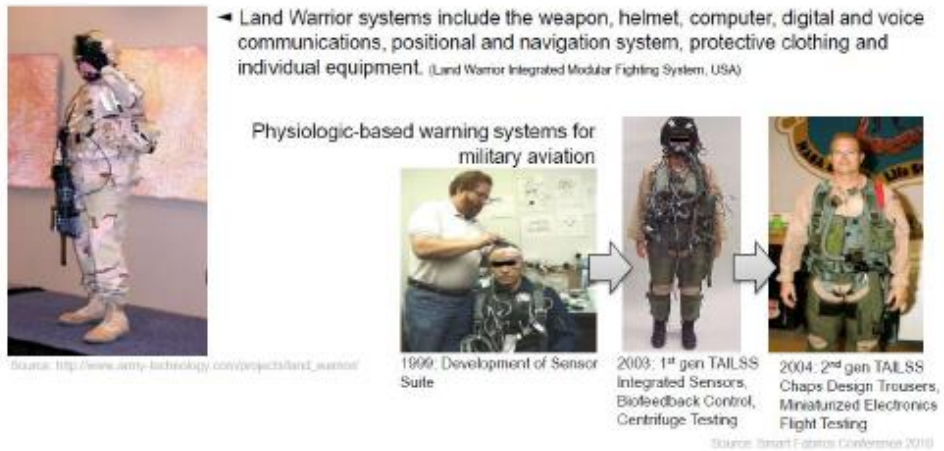 ◄ Land Warrior systems include the weapon, helmet, computer, digital and voice
communications, positional and navigation system, protective clothing and
individual equipment. (Land Warrior Integrated Modular Fighting System, USA)
Physiologic-based warning systems for
military aviation
Source: http://www.army-technology.com/projects/land_warrior/
1999: Development of Sensor
Suite
2003: 1st gen TAILSS
Integrated Sensors,
Biofeedback Control,
Centrifuge Testing
2004: 2nd gen TAILSS
Chaps Design Trousers,
Miniaturized Electronics
Flight Testing
Source: Smart Fabrics Conference 2010